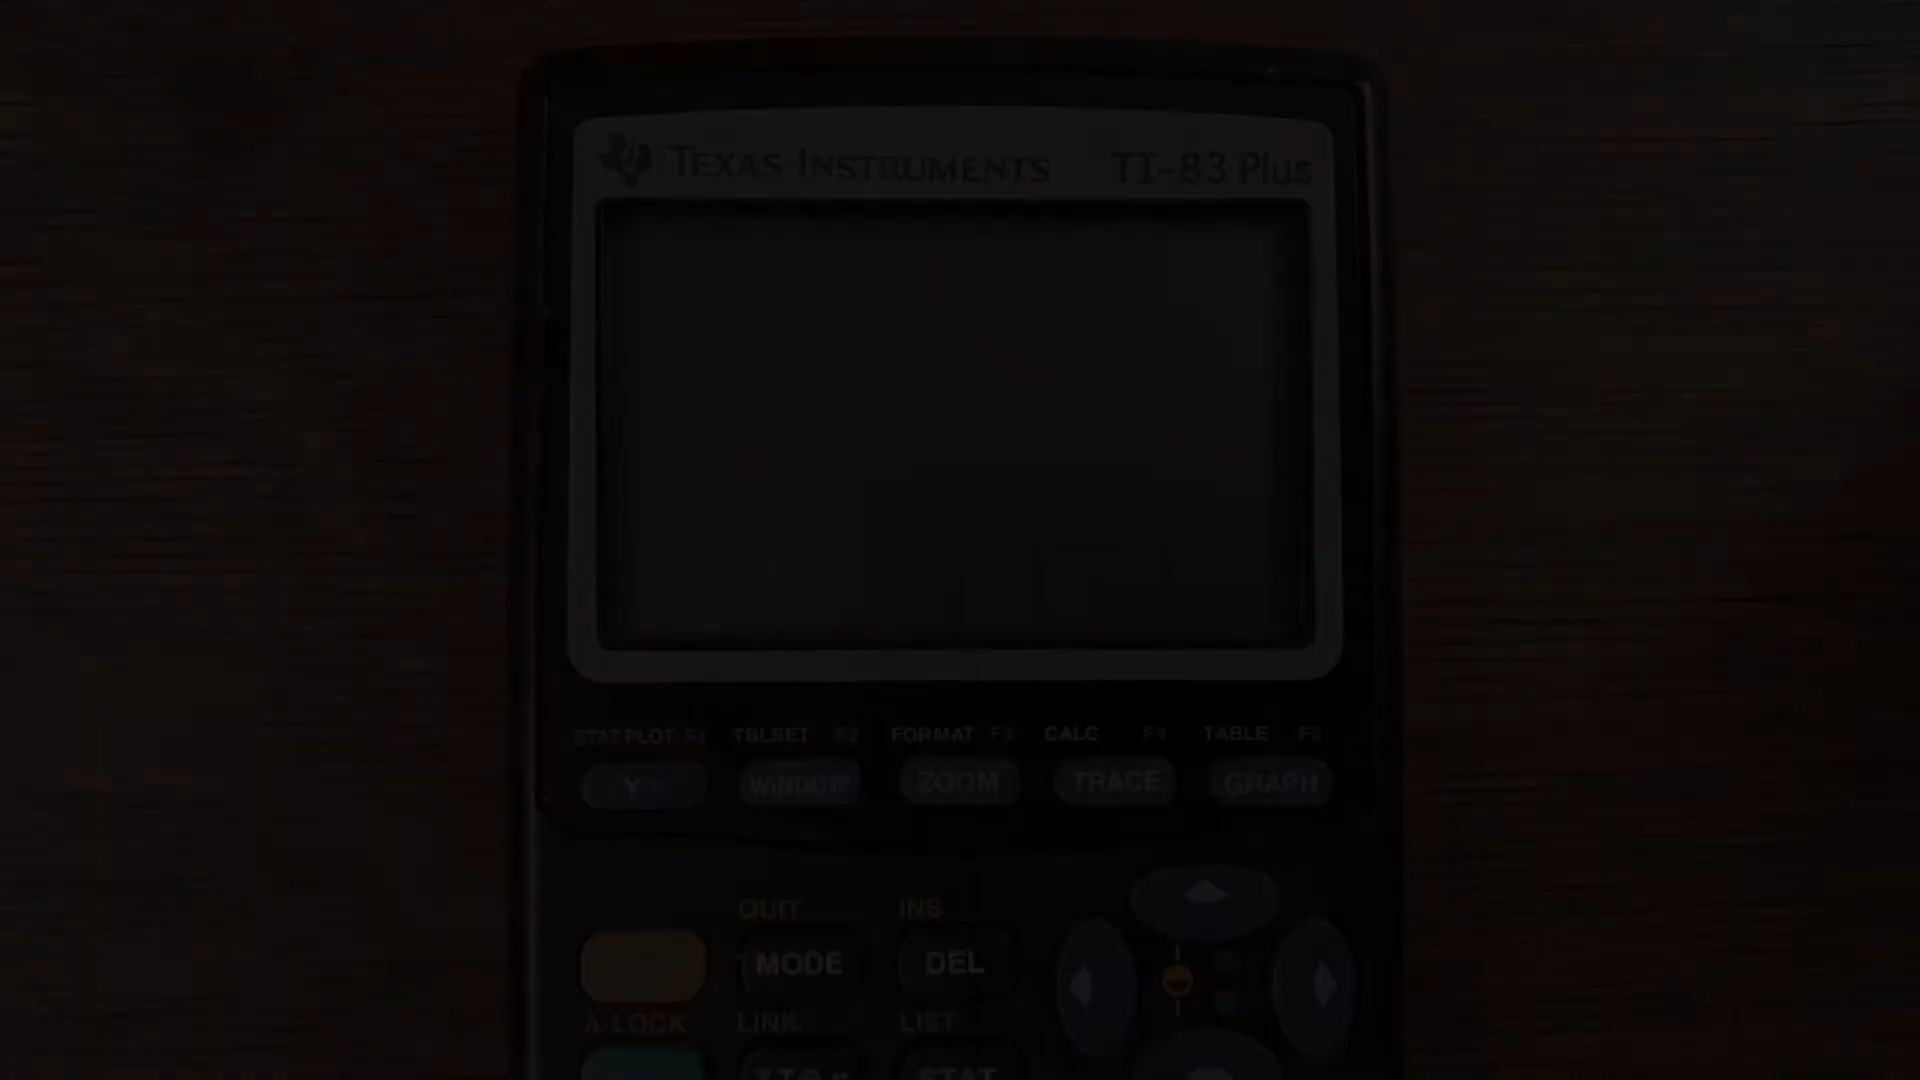 TEXAS INSTRUMENTS TI-83 Plus
STAT PLOT F1 TBLSET F2 FORMAT F3 CALC F4 TABLE F5
Y= WINDOW ZOOM TRACE GRAPH
QUIT INS
MODE DEL
A-LOCK LINK LIST
X,T,Θ,n STAT